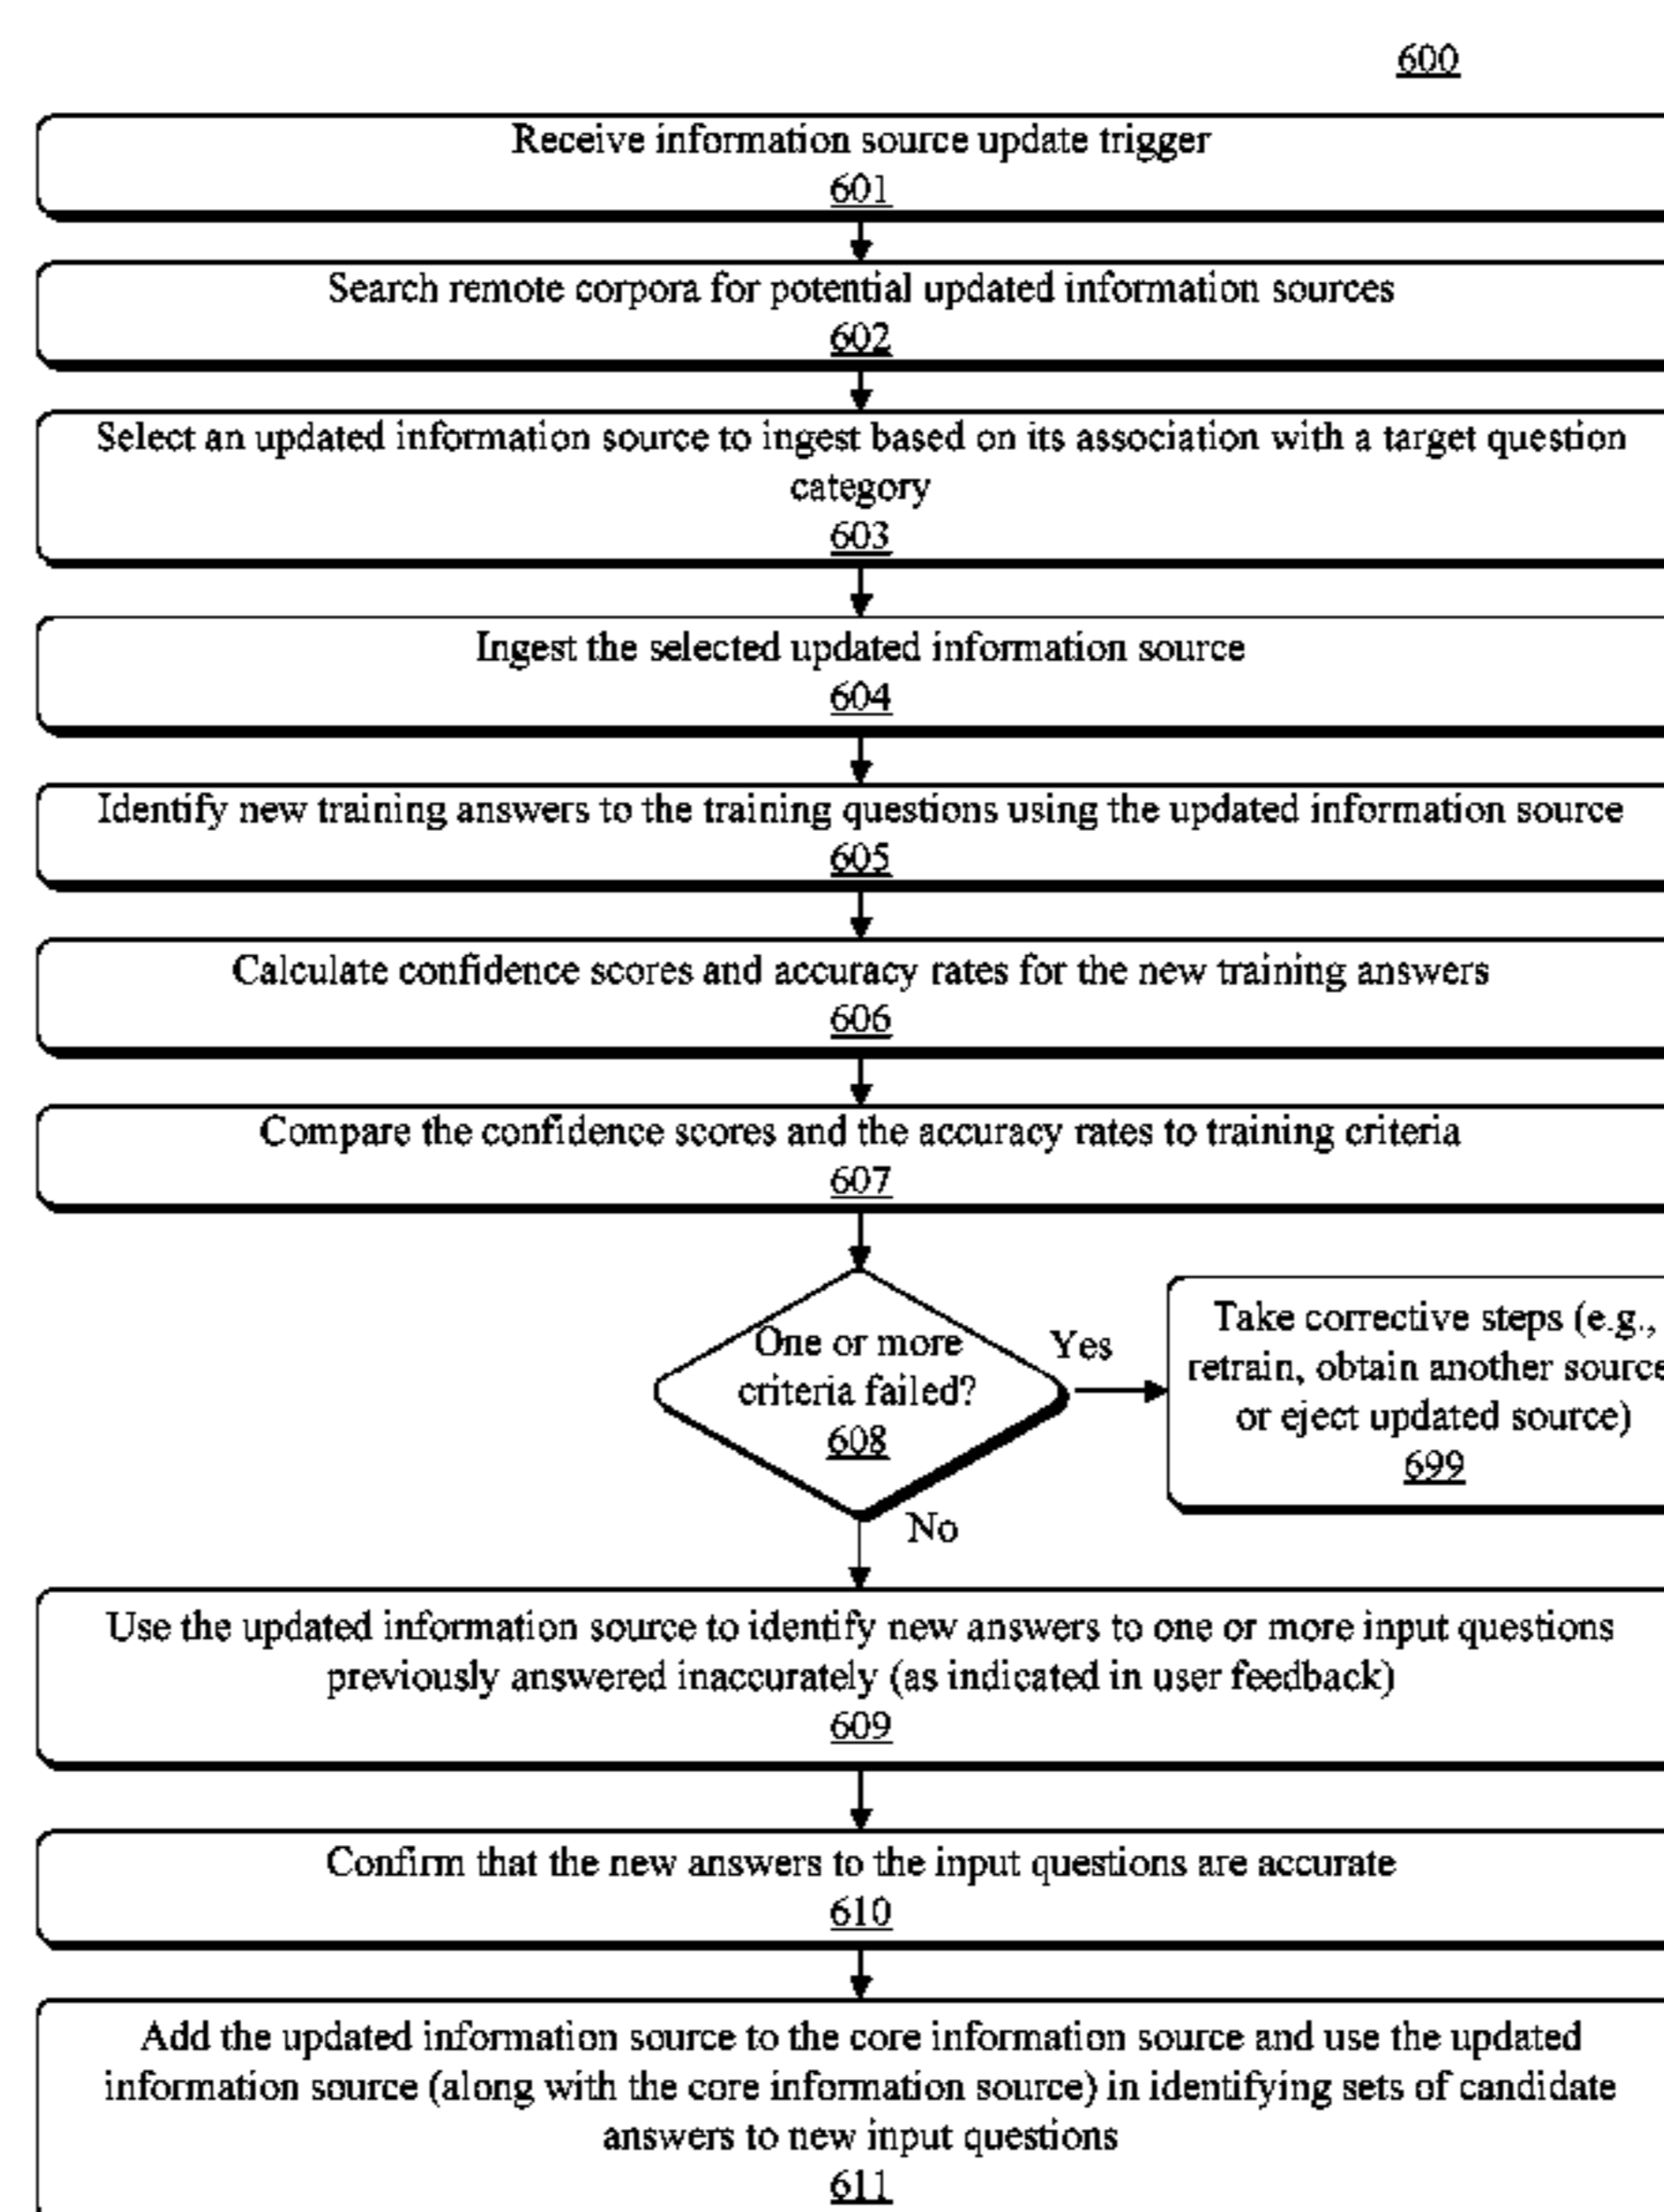 600
Receive information source update trigger
601
Search remote corpora for potential updated information sources
602
Select an updated information source to ingest based on its association with a target question
category
603
Ingest the selected updated information source
604
Identify new training answers to the training questions using the updated information source
605
Calculate confidence scores and accuracy rates for the new training answers
606
Compare the confidence scores and the accuracy rates to training criteria
607
One or more
criteria failed?
608
Yes
Take corrective steps (e.g.,
retrain, obtain another source
or eject updated source)
699
No
Use the updated information source to identify new answers to one or more input questions
previously answered inaccurately (as indicated in user feedback)
609
Confirm that the new answers to the input questions are accurate
610
Add the updated information source to the core information source and use the updated
information source (along with the core information source) in identifying sets of candidate
answers to new input questions
611